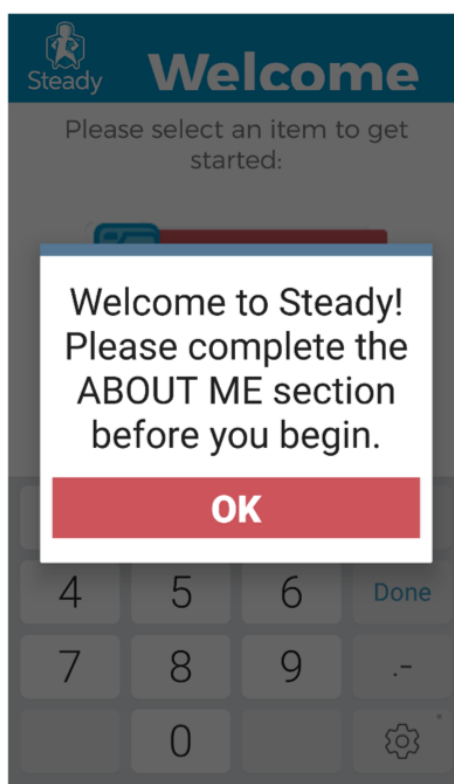 Steady
Welcome
Please select an item to get
started:
Welcome to Steady!
Please complete the
ABOUT ME section
before you begin.
OK
4 5 6 Done
7 8 9 .-
0